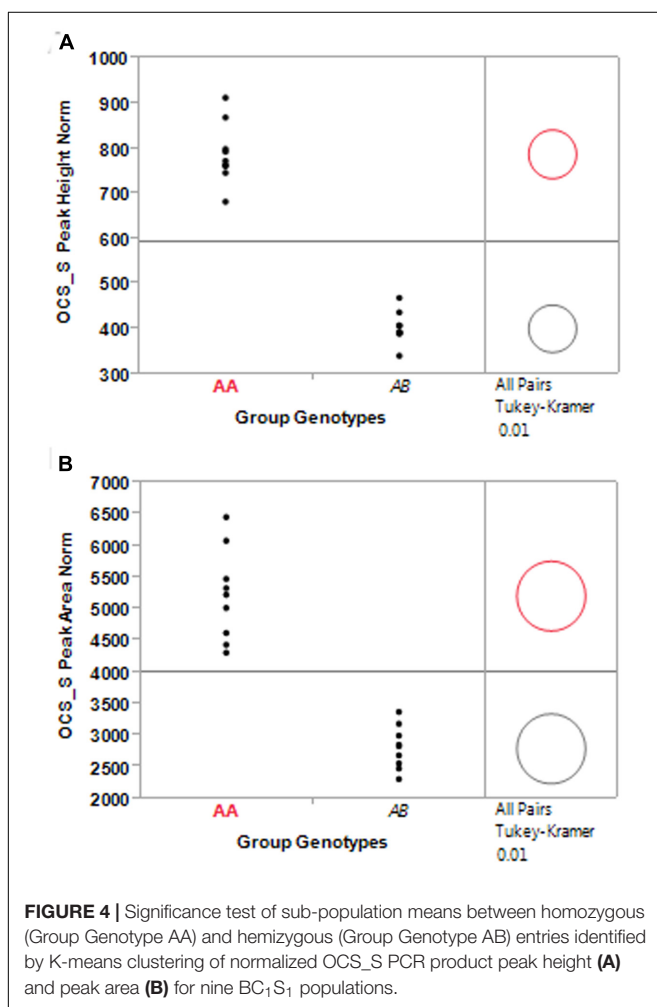 A
OCS_S Peak Height Norm
1000
900
800
700
600
500
400
300
AA
AB
All Pairs
Tukey-Kramer
0.01
Group Genotypes
B
OCS_S Peak Area Norm
7000
6500
6000
5500
5000
4500
4000
3500
3000
2500
2000
AA
AB
All Pairs
Tukey-Kramer
0.01
Group Genotypes
FIGURE 4 | Significance test of sub-population means between homozygous
(Group Genotype AA) and hemizygous (Group Genotype AB) entries identified
by K-means clustering of normalized OCS_S PCR product peak height (A)
and peak area (B) for nine BC₁S₁ populations.